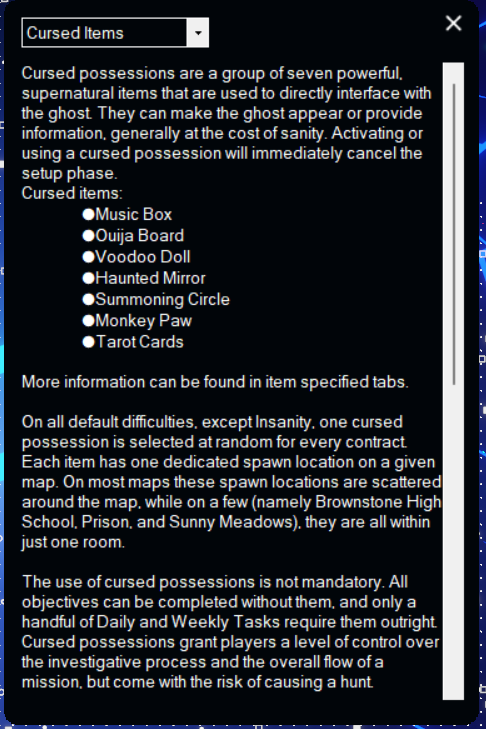 Cursed Items
Cursed possessions are a group of seven powerful,
supernatural items that are used to directly interface with
the ghost. They can make the ghost appear or provide
information, generally at the cost of sanity. Activating or
using a cursed possession will immediately cancel the
setup phase.
Cursed items:
●Music Box
●Ouija Board
●Voodoo Doll
●Haunted Mirror
●Summoning Circle
●Monkey Paw
●Tarot Cards
More information can be found in item specified tabs.
On all default difficulties, except Insanity, one cursed
possession is selected at random for every contract.
Each item has one dedicated spawn location on a given
map. On most maps these spawn locations are scattered
around the map, while on a few (namely Brownstone High
School, Prison, and Sunny Meadows), they are all within
just one room.
The use of cursed possessions is not mandatory. All
objectives can be completed without them, and only a
handful of Daily and Weekly Tasks require them outright.
Cursed possessions grant players a level of control over
the investigative process and the overall flow of a
mission, but come with the risk of causing a hunt.